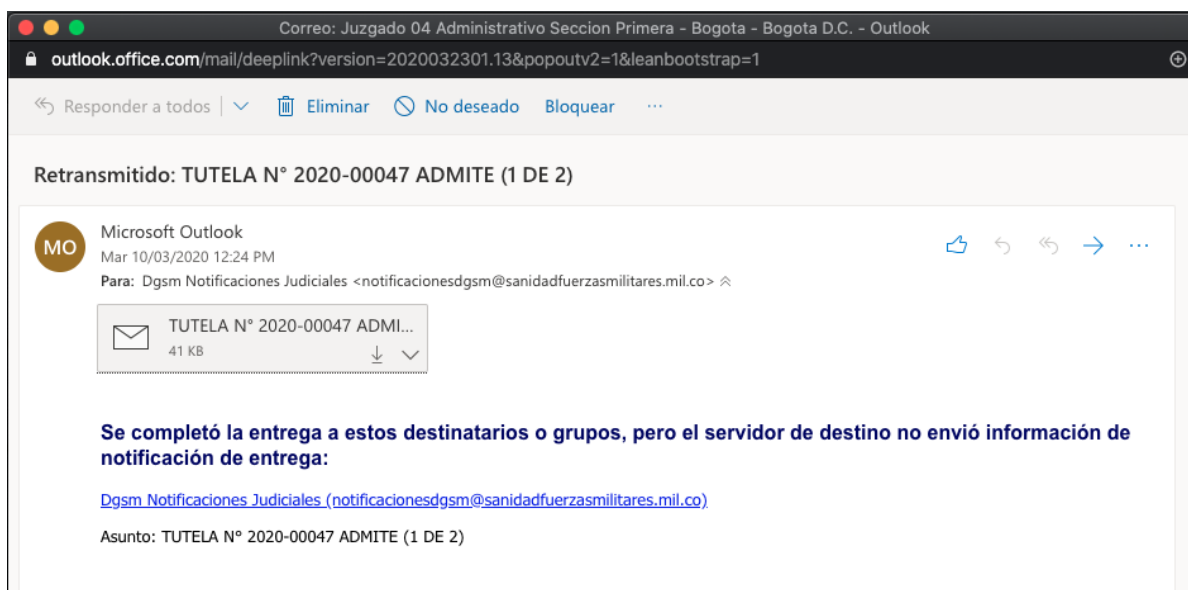 Correo: Juzgado 04 Administrativo Seccion Primera - Bogota - Bogota D.C. - Outlook
outlook.office.com/mail/deeplink?version=2020032301.13&popoutv2=1&leanbootstrap=1
Responder a todos Eliminar No deseado Bloquear ...
Retransmitido: TUTELA N° 2020-00047 ADMITE (1 DE 2)
MO
Microsoft Outlook
Mar 10/03/2020 12:24 PM
Para: Dgsm Notificaciones Judiciales <notificacionesdgsm@sanidadfuerzasmilitares.mil.co>
TUTELA N° 2020-00047 ADMI...
41 KB
Se completó la entrega a estos destinatarios o grupos, pero el servidor de destino no envió información de
notificación de entrega:
Dgsm Notificaciones Judiciales (notificacionesdgsm@sanidadfuerzasmilitares.mil.co)
Asunto: TUTELA N° 2020-00047 ADMITE (1 DE 2)